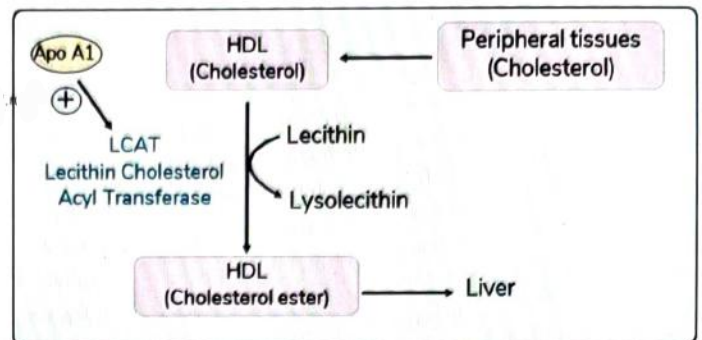 Apo A1
+
LCAT
Lecithin Cholesterol
Acyl Transferase
HDL
(Cholesterol)
Peripheral tissues
(Cholesterol)
Lecithin
Lysolecithin
HDL
(Cholesterol ester)
Liver